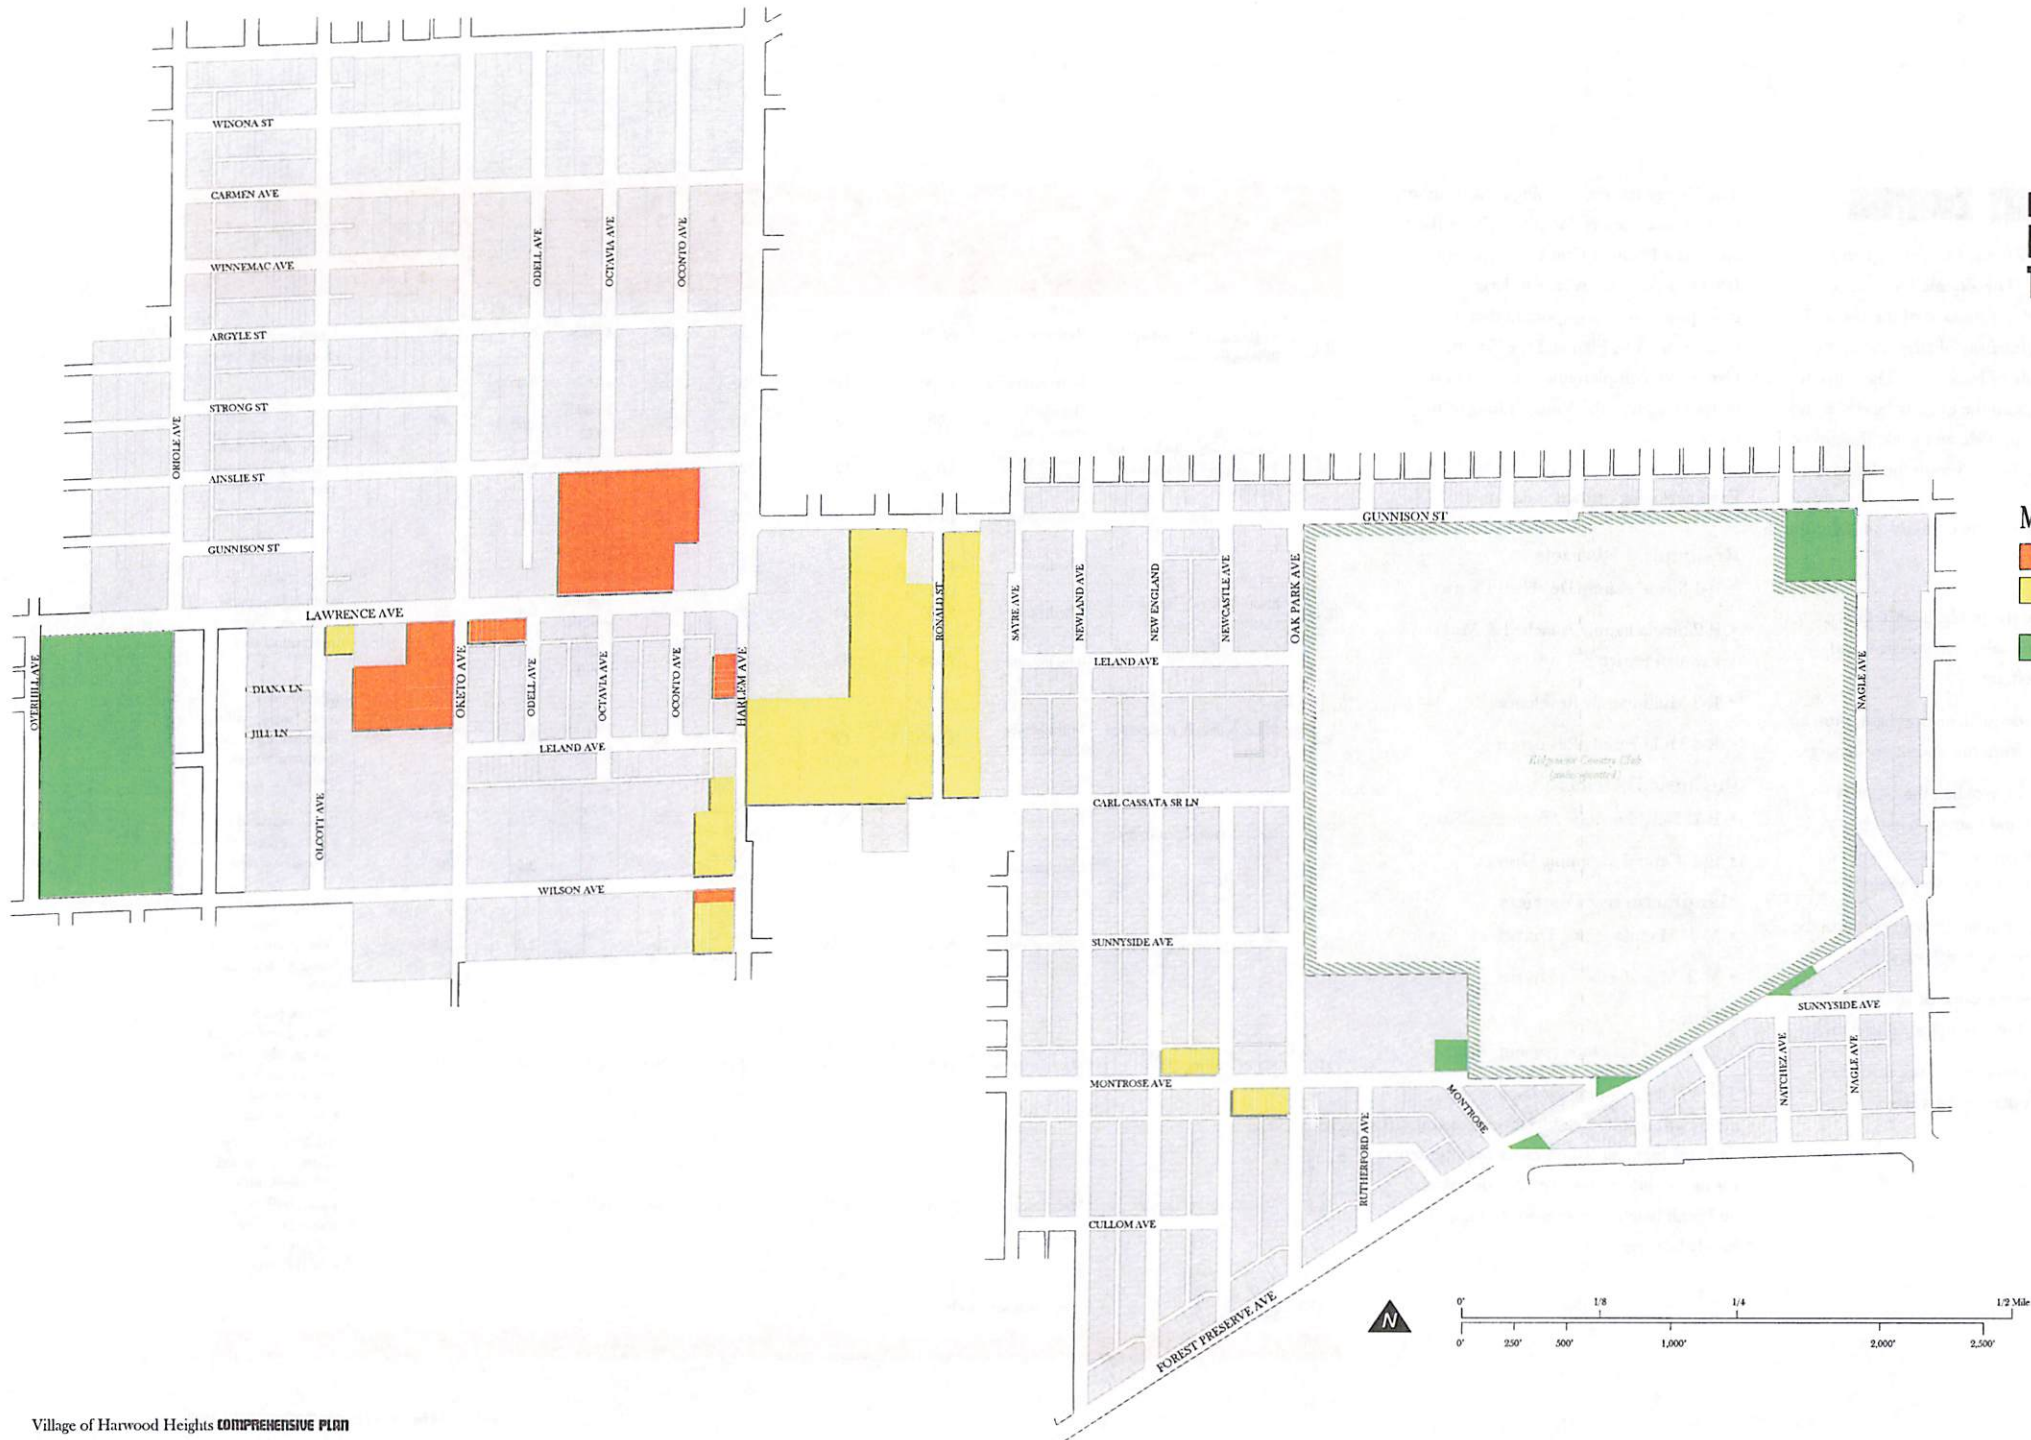 WINONA ST
CARMEN AVE
WINNEMAC AVE
ODELL AVE
OCTAVIA AVE
OCONTO AVE
ARGYLE ST
STRONG ST
ORIOLE AVE
AINSLIE ST
GUNNISON ST
LAWRENCE AVE
OVERHILL AVE
DIANA LN
JILL LN
OLCOTT AVE
OKETO AVE
ODELL AVE
OCTAVIA AVE
OCONTO AVE
HARLEM AVE
LELAND AVE
WILSON AVE
GUNNISON ST
RONALD ST
SAYRE AVE
NEWLAND AVE
NEW ENGLAND
NEWCASTLE AVE
OAK PARK AVE
LELAND AVE
NAGLE AVE
Ridgemoor Country Club
CARL CASSATA SR LN
SUNNYSIDE AVE
SUNNYSIDE AVE
MONTROSE AVE
MONTROSE
RUTHERFORD AVE
NATCHEZ AVE
NAGLE AVE
CULLOM AVE
FOREST PRESERVE AVE
N
0' 1/8 1/4 1/2 Mile
0' 250' 500' 1,000' 2,000' 2,500'
M
Village of Harwood Heights COMPREHENSIVE PLAN